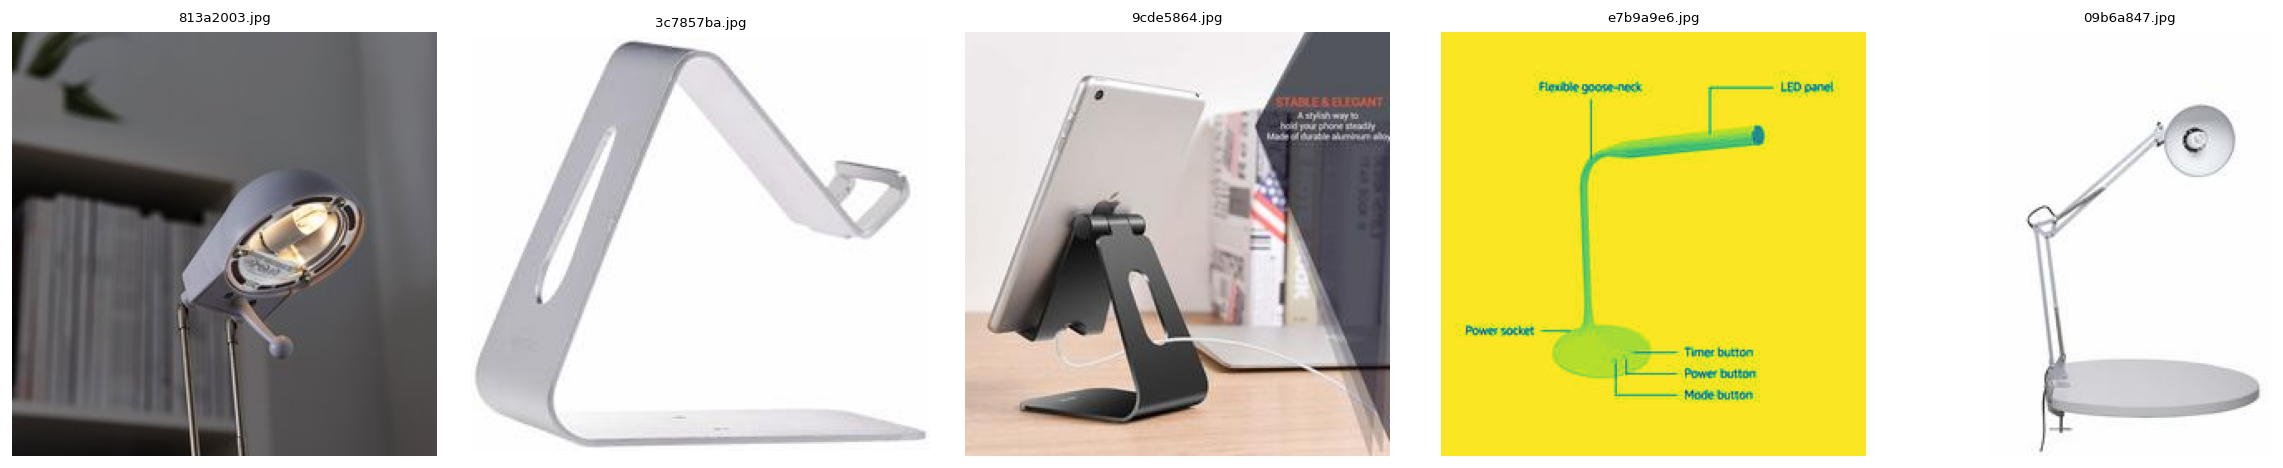 813a2003.jpg
3c7857ba.jpg
9cde5864.jpg
e7b9a9e6.jpg
09b6a847.jpg
STABLE & ELEGANT
A stylish way to
hold your phone steadily
Made of durable aluminum alloy
Flexible goose-neck
LED panel
Power socket
Timer button
Power button
Mode button